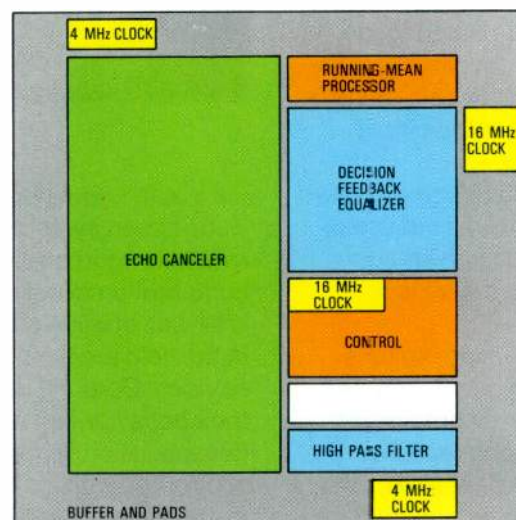 4 MHz CLOCK
RUNNING-MEAN
PROCESSOR
16 MHz
CLOCK
DECISION
FEEDBACK
EQUALIZER
ECHO CANCELER
16 MHz
CLOCK
CONTROL
HIGH PASS FILTER
4 MHz
CLOCK
BUFFER AND PADS